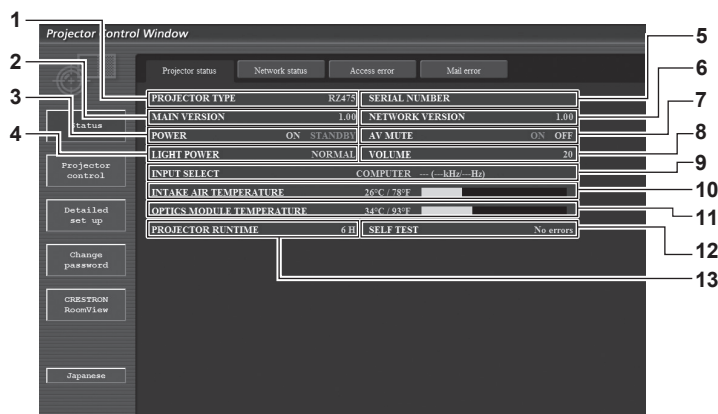 Projector Control Window
Projector status Network status Access error Mail error
PROJECTOR TYPE RZ475 SERIAL NUMBER
MAIN VERSION 1.00 NETWORK VERSION 1.00
POWER ON STANDBY AV MUTE ON OFF
LIGHT POWER NORMAL VOLUME 20
INPUT SELECT COMPUTER --- (---kHz/---Hz)
INTAKE AIR TEMPERATURE 26°C / 78°F
OPTICS MODULE TEMPERATURE 34°C / 93°F
PROJECTOR RUNTIME 6 H SELF TEST No errors
Status
Projector
control
Detailed
set up
Change
password
CRESTRON
RoomView
Japanese
1
2
3
4
5
6
7
8
9
10
11
12
13